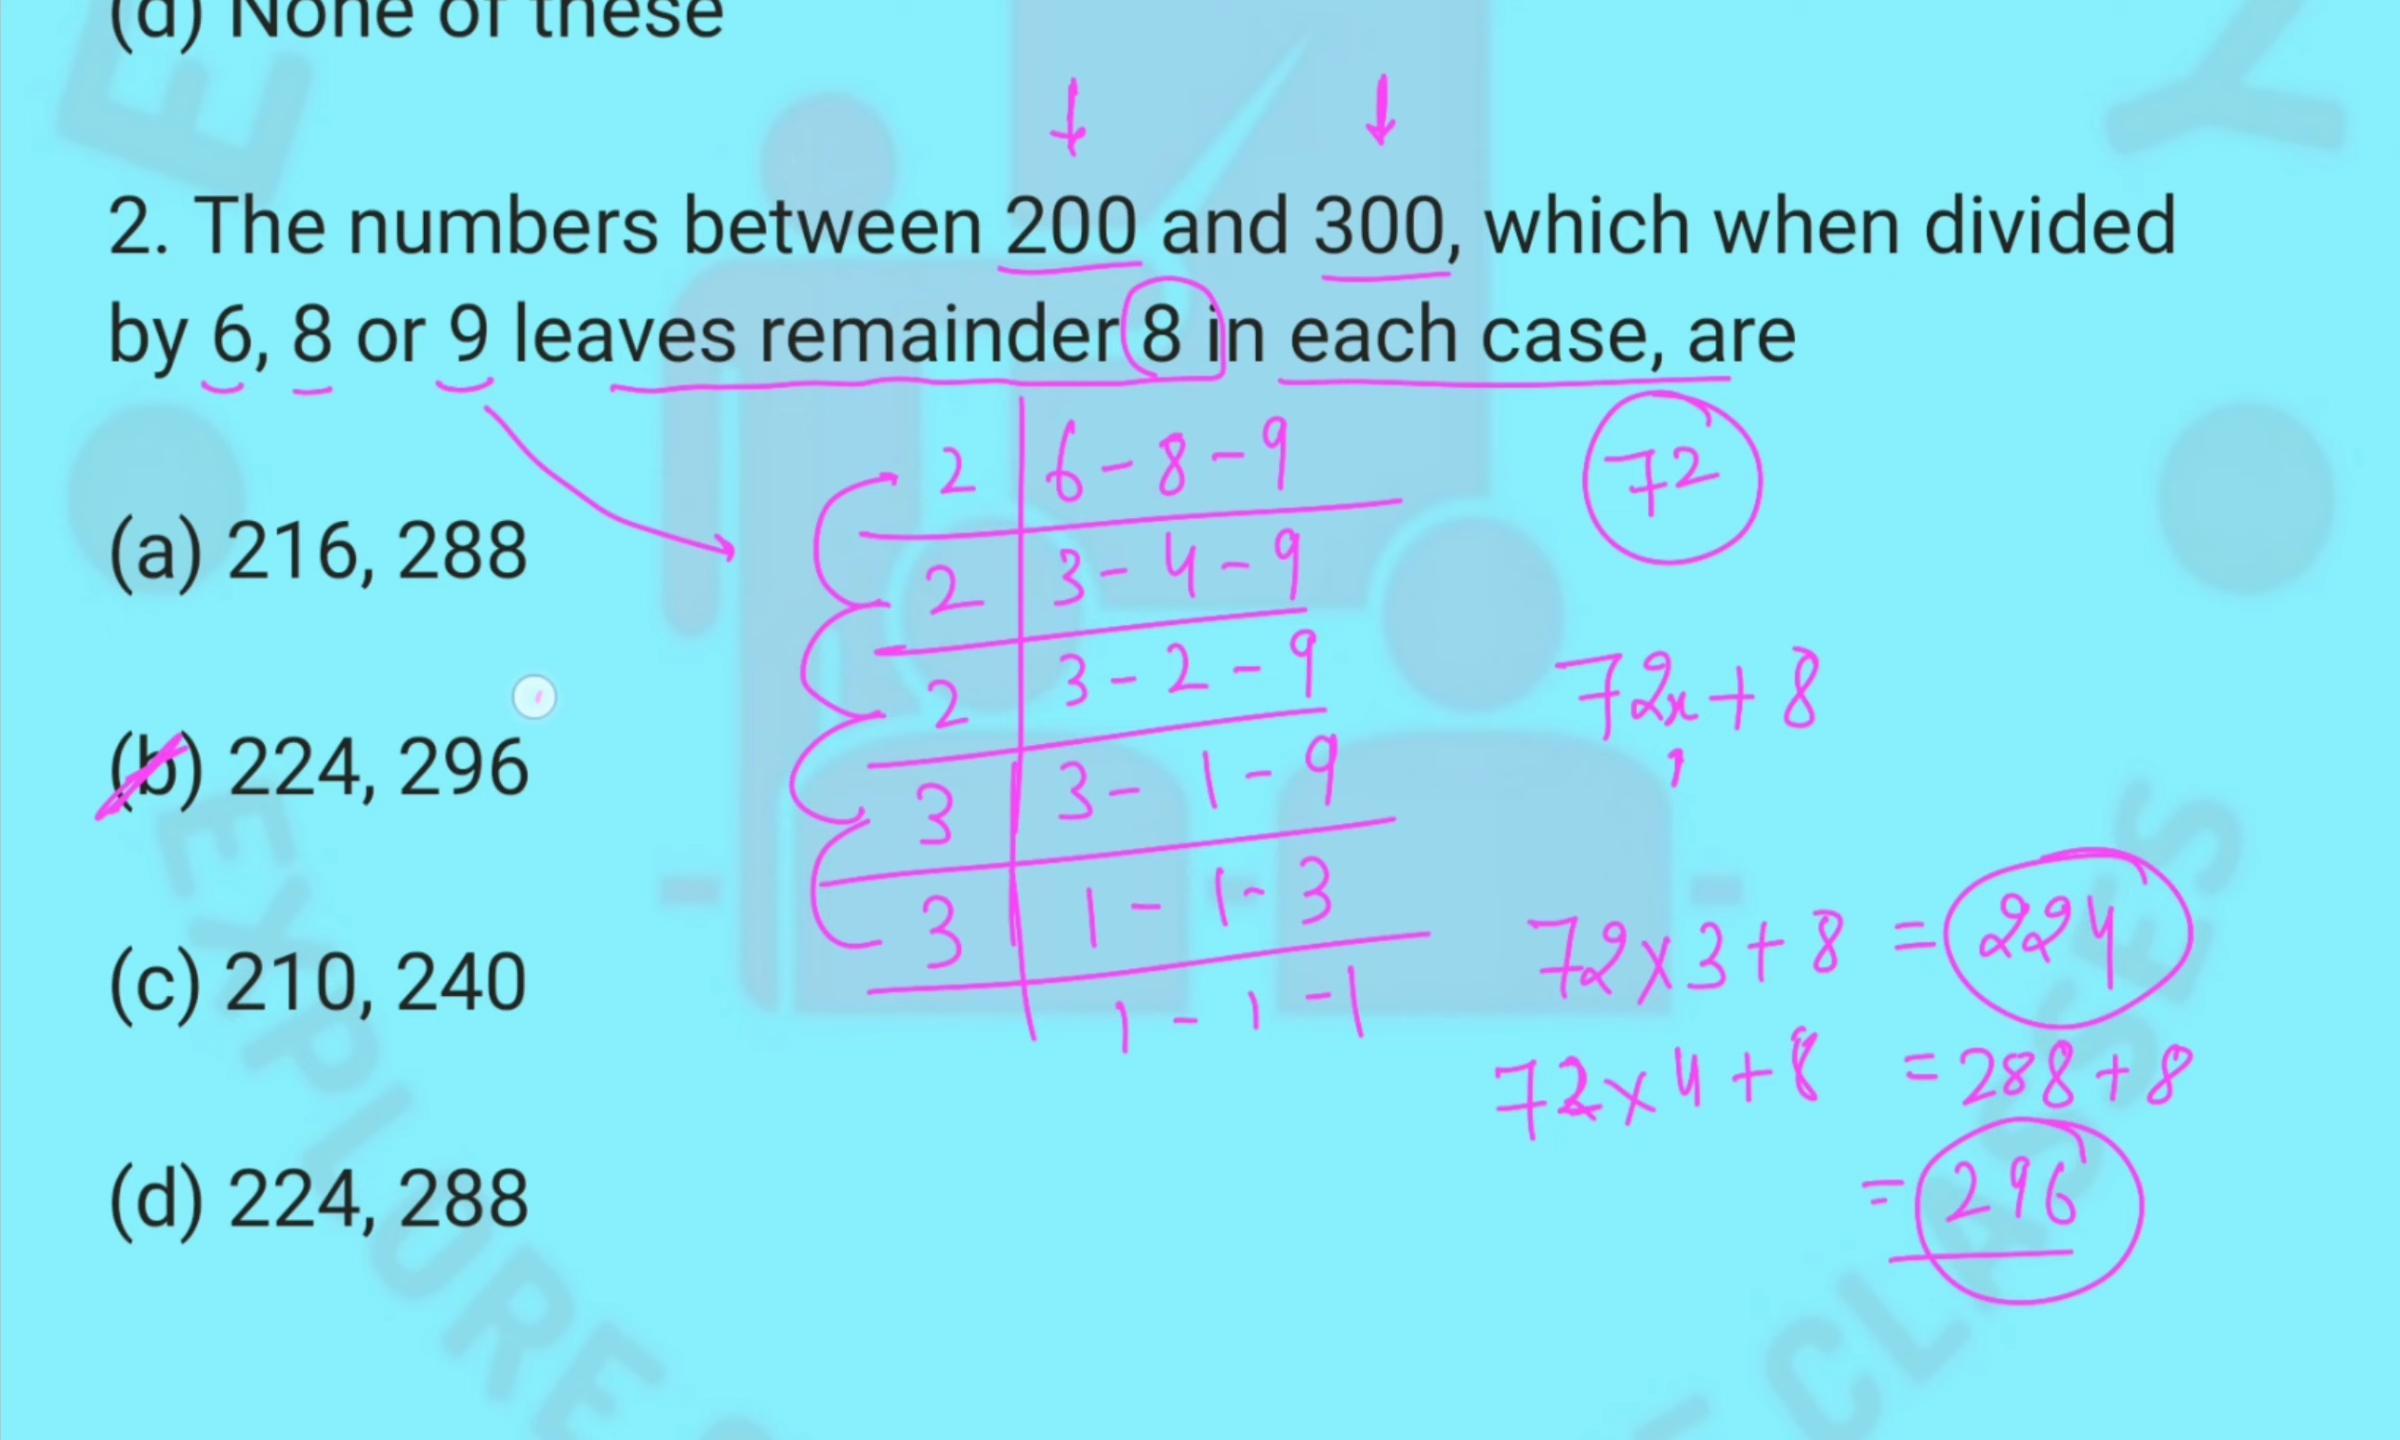 (d) None of these
2. The numbers between 200 and 300, which when divided
by 6, 8 or 9 leaves remainder 8 in each case, are
2 | 6 - 8 - 9
72
(a) 216, 288
2 | 3 - 4 - 9
2 | 3 - 2 - 9
72x + 8
(b) 224, 296
3 | 3 - 1 - 9
3 | 1 - 1 - 3
72 x 3 + 8 = 224
(c) 210, 240
1 - 1 - 1
72 x 4 + 8 = 288 + 8
= 296
(d) 224, 288
EXPLORE
CLASSES